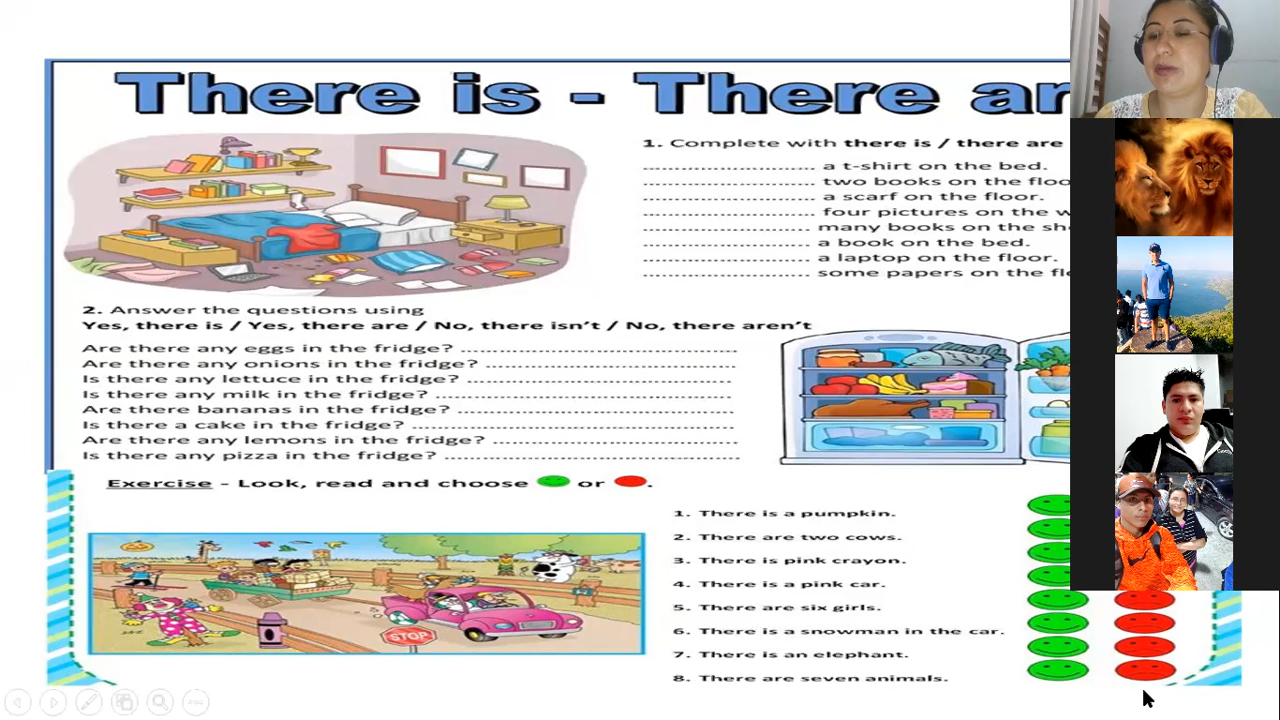 There is - There ar
1. Complete with there is / there are
........................................ a t-shirt on the bed.
........................................ two books on the floo
........................................ a scarf on the floor.
........................................ four pictures on the w
........................................ many books on the she
........................................ a book on the bed.
........................................ a laptop on the floor.
........................................ some papers on the flo
2. Answer the questions using
Yes, there is / Yes, there are / No, there isn't / No, there aren't
Are there any eggs in the fridge? ................................................................
Are there any onions in the fridge? ..........................................................
Is there any lettuce in the fridge? .............................................................
Is there any milk in the fridge? .....................................................................
Are there bananas in the fridge? ................................................................
Is there a cake in the fridge? .........................................................................
Are there any lemons in the fridge? .........................................................
Is there any pizza in the fridge? ....................................................................
Exercise - Look, read and choose or .
STOP
1. There is a pumpkin.
2. There are two cows.
3. There is pink crayon.
4. There is a pink car.
5. There are six girls.
6. There is a snowman in the car.
7. There is an elephant.
8. There are seven animals.